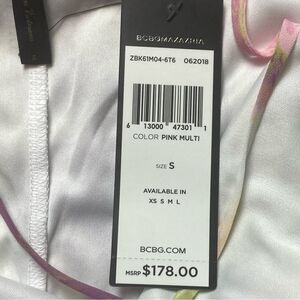 BCBGMAXAZRIA
ZBK61M04-6T6 062018
6 13000 47301 1
COLOR PINK MULTI
SIZE S
AVAILABLE IN
XS S M L
BCBG.COM
MSRP $178.00